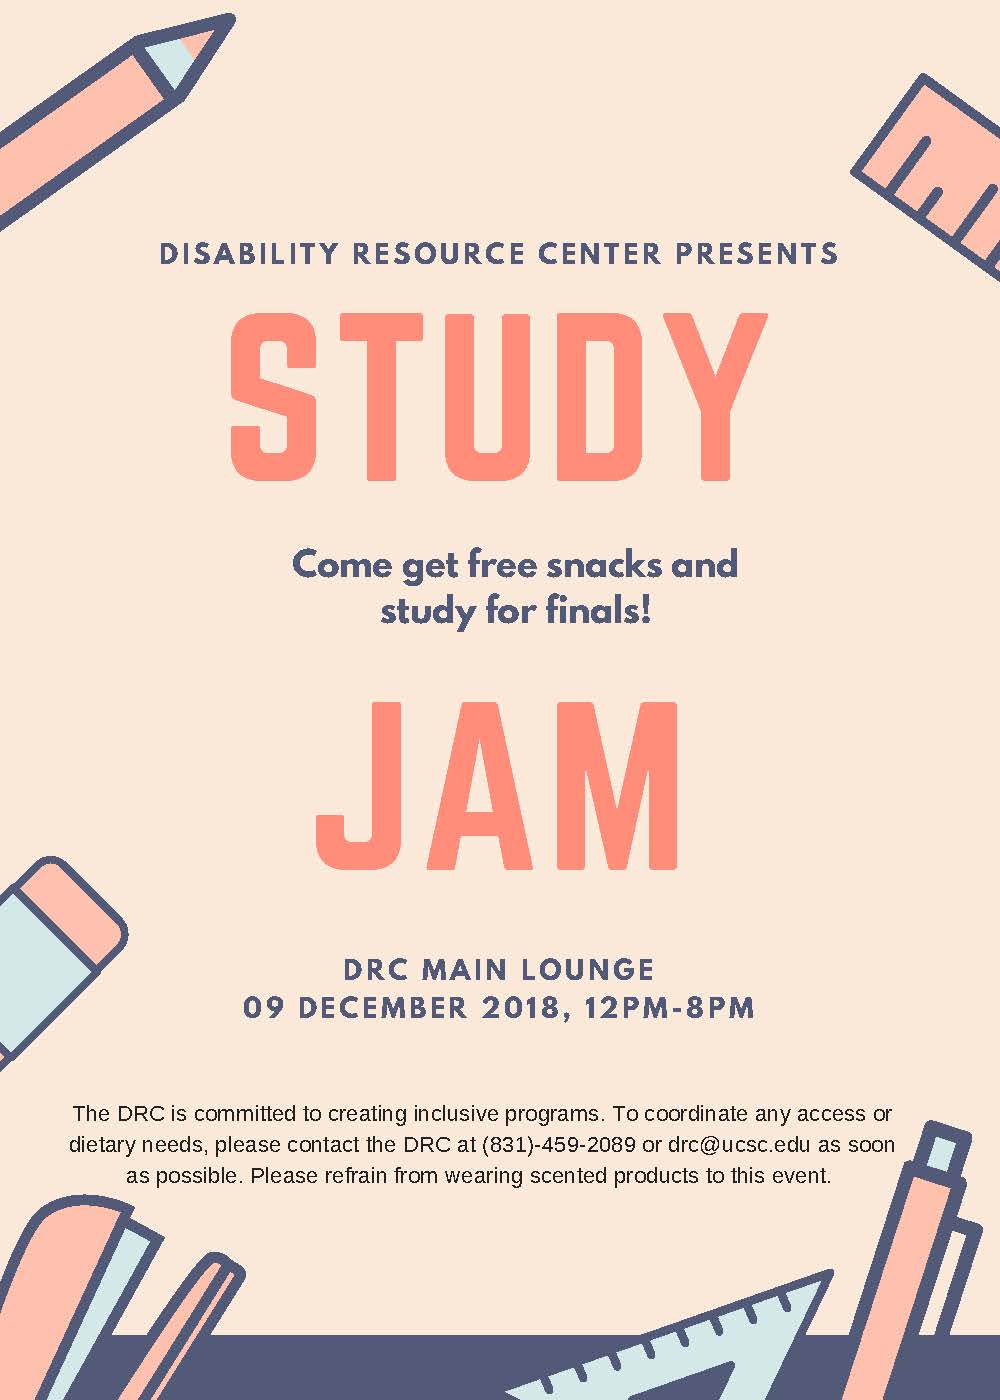 DISABILITY RESOURCE CENTER PRESENTS
STUDY
Come get free snacks and
study for finals!
JAM
DRC MAIN LOUNGE
09 DECEMBER 2018, 12PM-8PM
The DRC is committed to creating inclusive programs. To coordinate any access or
dietary needs, please contact the DRC at (831)-459-2089 or drc@ucsc.edu as soon
as possible. Please refrain from wearing scented products to this event.